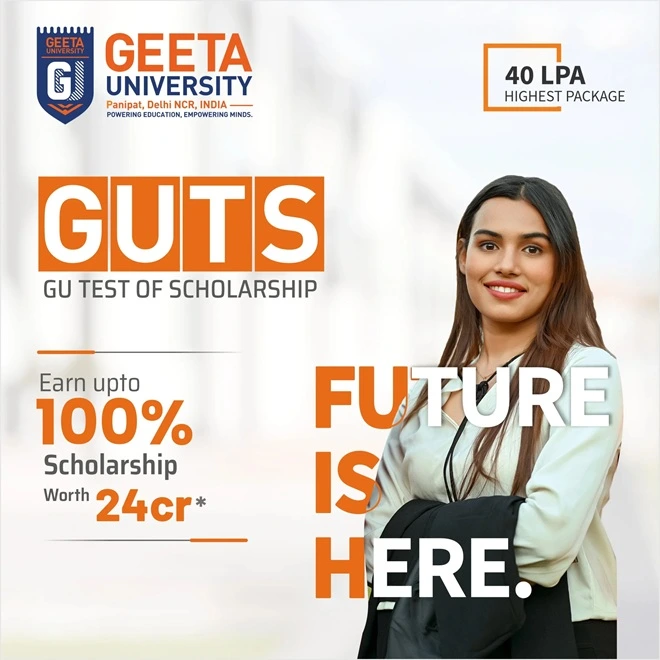 GEETA
UNIVERSITY
GU
GEETA
UNIVERSITY
Panipat, Delhi NCR, INDIA
POWERING EDUCATION, EMPOWERING MINDS.
40 LPA
HIGHEST PACKAGE
GUTS
GU TEST OF SCHOLARSHIP
Earn upto
100%
Scholarship
Worth 24cr*
FUTURE
IS
HERE.